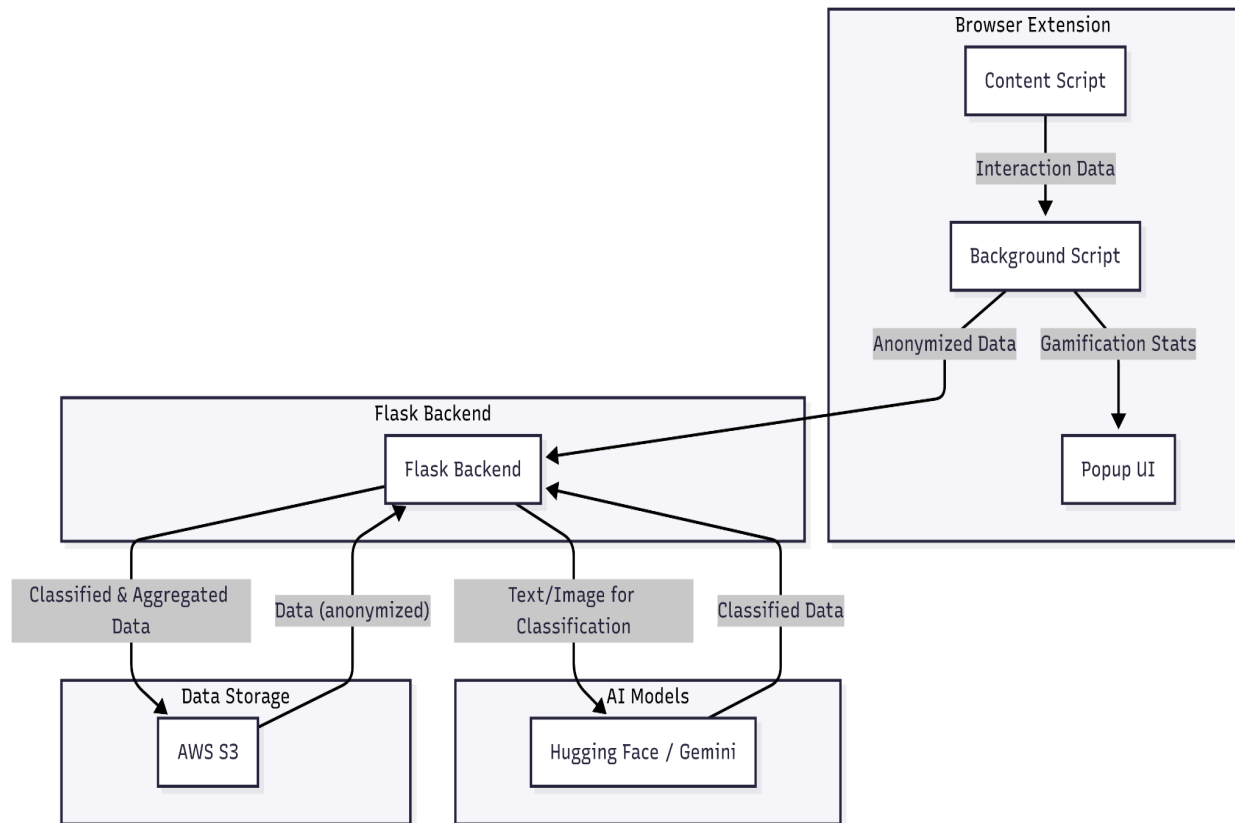 Browser Extension
Content Script
Interaction Data
Background Script
Anonymized Data
Gamification Stats
Flask Backend
Flask Backend
Popup UI
Classified & Aggregated
Data
Data (anonymized)
Text/Image for
Classification
Classified Data
Data Storage
AI Models
AWS S3
Hugging Face / Gemini